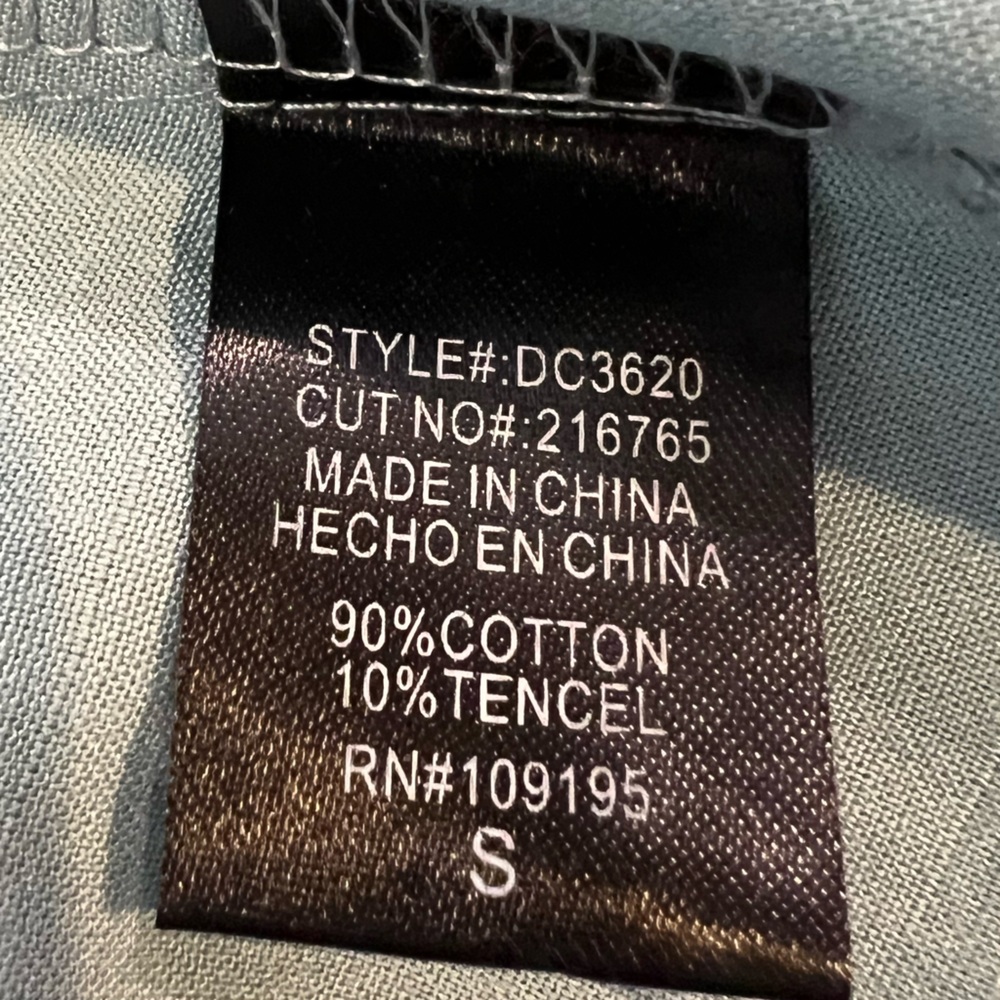 STYLE#:DC3620
CUT NO#:216765
MADE IN CHINA
HECHO EN CHINA
90%COTTON
10%TENCEL
RN#109195
S